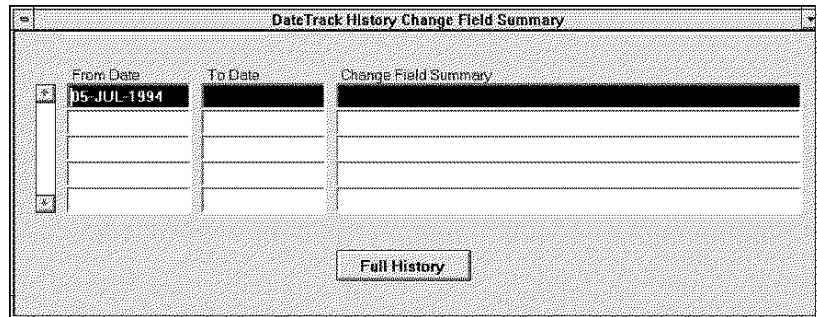 DateTrack History Change Field Summary
From Date To Date Change Field Summary
05-JUL-1994
Full History